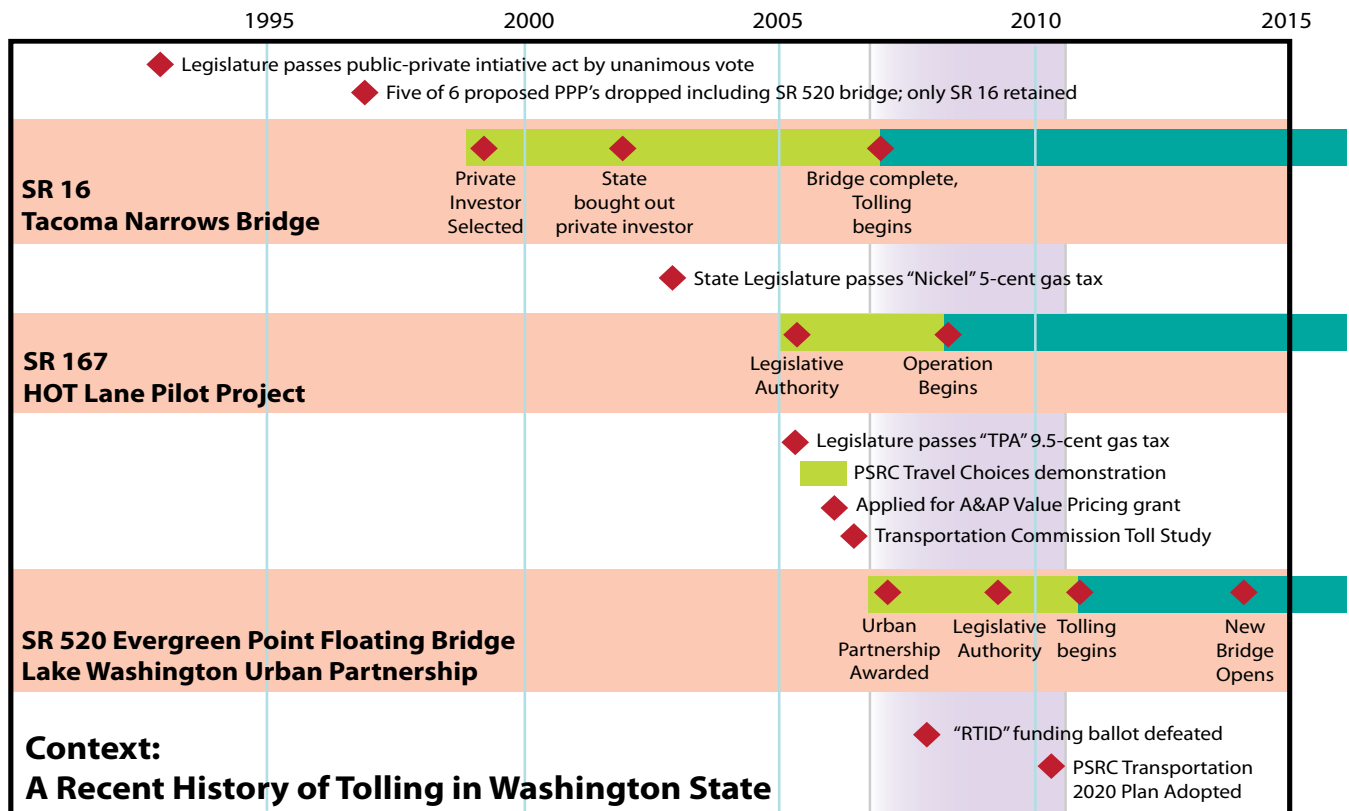 1995 2000 2005 2010 2015
Legislature passes public-private intiative act by unanimous vote
Five of 6 proposed PPP's dropped including SR 520 bridge; only SR 16 retained
SR 16
Tacoma Narrows Bridge
Private
Investor
Selected
State
bought out
private investor
Bridge complete,
Tolling
begins
State Legislature passes “Nickel” 5-cent gas tax
SR 167
HOT Lane Pilot Project
Legislative
Authority
Operation
Begins
Legislature passes “TPA” 9.5-cent gas tax
PSRC Travel Choices demonstration
Applied for A&AP Value Pricing grant
Transportation Commission Toll Study
SR 520 Evergreen Point Floating Bridge
Lake Washington Urban Partnership
Urban
Partnership
Awarded
Legislative
Authority
Tolling
begins
New
Bridge
Opens
“RTID” funding ballot defeated
PSRC Transportation
2020 Plan Adopted
Context:
A Recent History of Tolling in Washington State